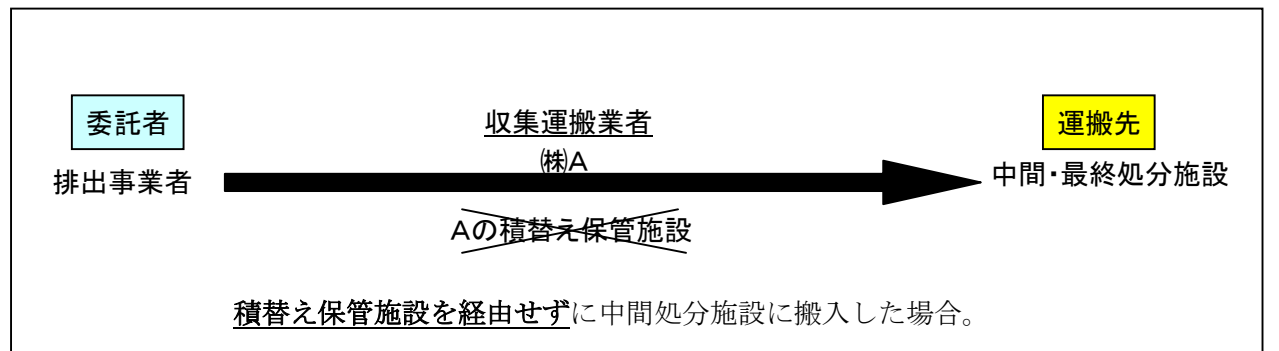 委託者
排出事業者
収集運搬業者
㈱A
Aの積替え保管施設
運搬先
中間・最終処分施設
積替え保管施設を経由せずに中間処分施設に搬入した場合。